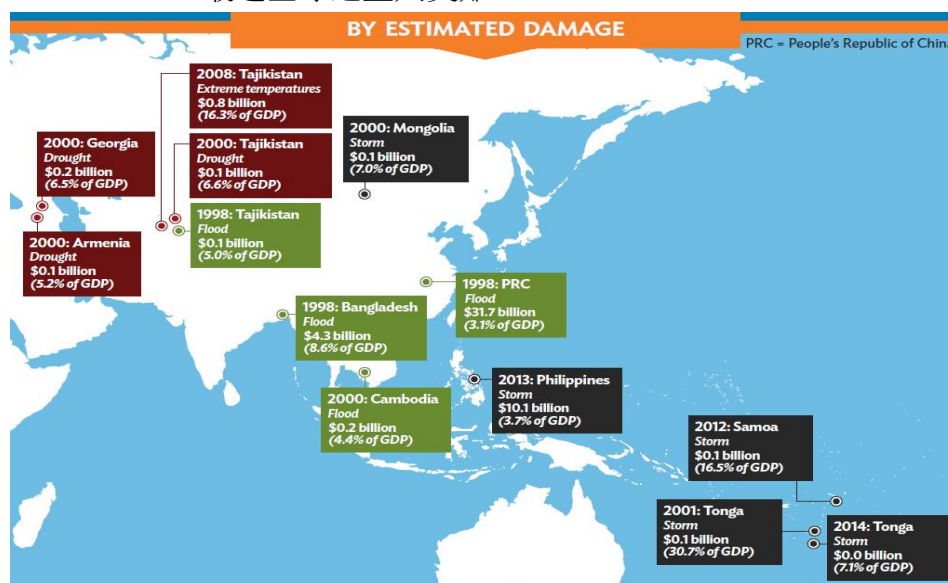 BY ESTIMATED DAMAGE
PRC = People's Republic of China
2008: Tajikistan
Extreme temperatures
$0.8 billion
(16.3% of GDP)
2000: Georgia
Drought
$0.2 billion
(6.5% of GDP)
2000: Tajikistan
Drought
$0.1 billion
(6.6% of GDP)
2000: Mongolia
Storm
$0.1 billion
(7.0% of GDP)
1998: Tajikistan
Flood
$0.1 billion
(5.0% of GDP)
2000: Armenia
Drought
$0.1 billion
(5.2% of GDP)
1998: PRC
Flood
$31.7 billion
(3.1% of GDP)
1998: Bangladesh
Flood
$4.3 billion
(8.6% of GDP)
2013: Philippines
Storm
$10.1 billion
(3.7% of GDP)
2000: Cambodia
Flood
$0.2 billion
(4.4% of GDP)
2012: Samoa
Storm
$0.1 billion
(16.5% of GDP)
2001: Tonga
Storm
$0.1 billion
(30.7% of GDP)
2014: Tonga
Storm
$0.0 billion
(7.1% of GDP)